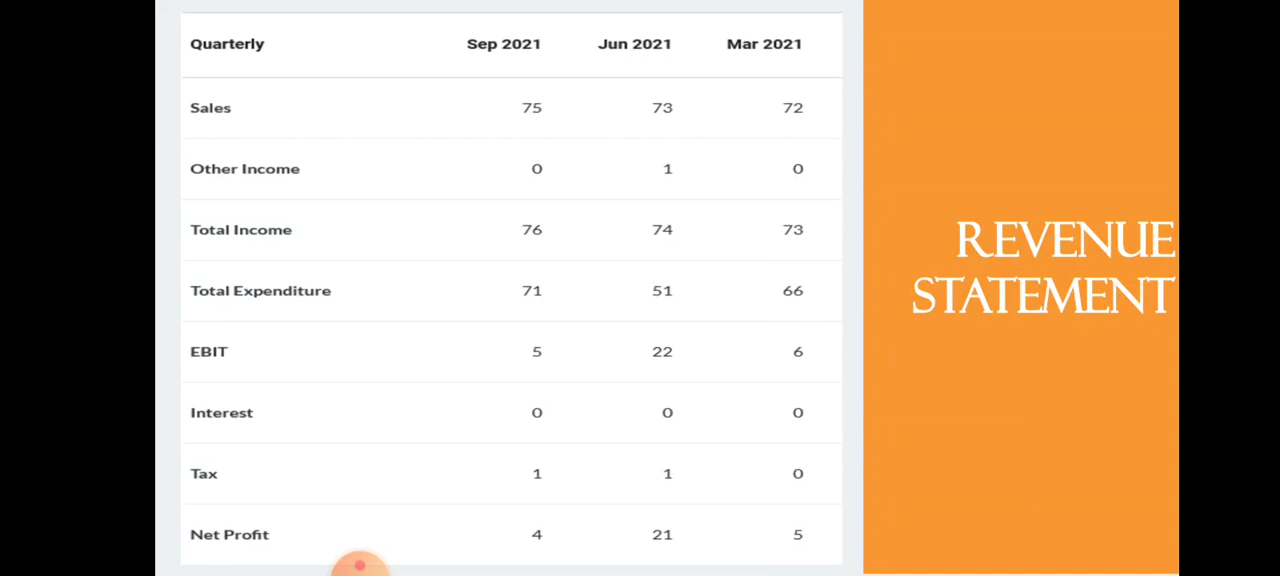 Quarterly Sep 2021 Jun 2021 Mar 2021
Sales 75 73 72
Other Income 0 1 0
Total Income 76 74 73
Total Expenditure 71 51 66
EBIT 5 22 6
Interest 0 0 0
Tax 1 1 0
Net Profit 4 21 5
REVENUE
STATEMENT